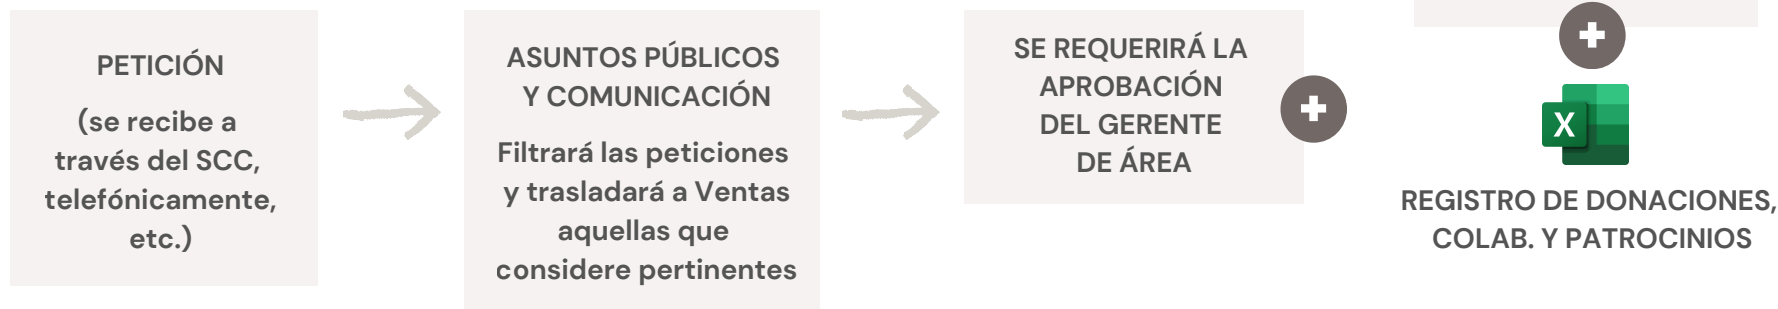 PETICIÓN
(se recibe a
través del SCC,
telefónicamente,
etc.)
ASUNTOS PÚBLICOS
Y COMUNICACIÓN
Filtrará las peticiones
y trasladará a Ventas
aquellas que
considere pertinentes
SE REQUERIRÁ LA
APROBACIÓN
DEL GERENTE
DE ÁREA
X
REGISTRO DE DONACIONES,
COLAB. Y PATROCINIOS